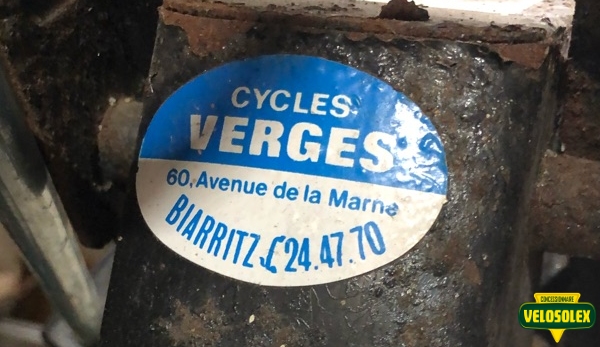 CYCLES
VERGES
60, Avenue de la Marne
BIARRITZ 24.47.70
CONCESSIONNAIRE
VELOSOLEX